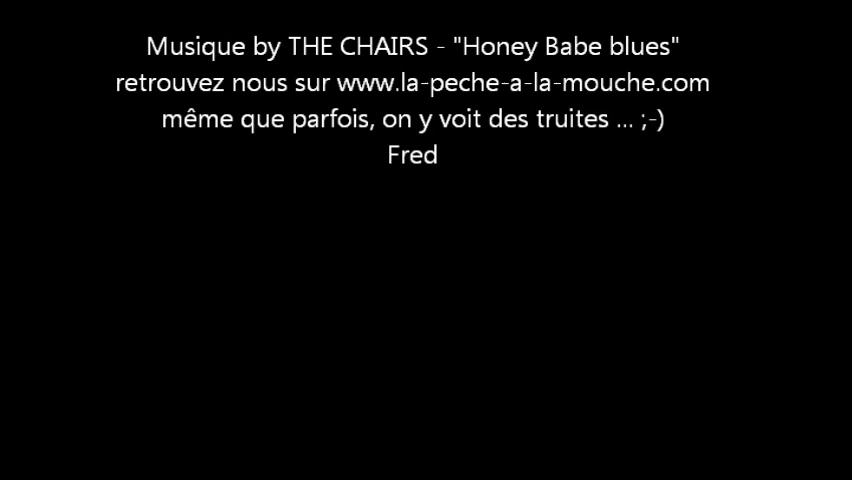 Musique by THE CHAIRS - "Honey Babe blues"
retrouvez nous sur www.la-peche-a-la-mouche.com
même que parfois, on y voit des truites ... ;-)
Fred